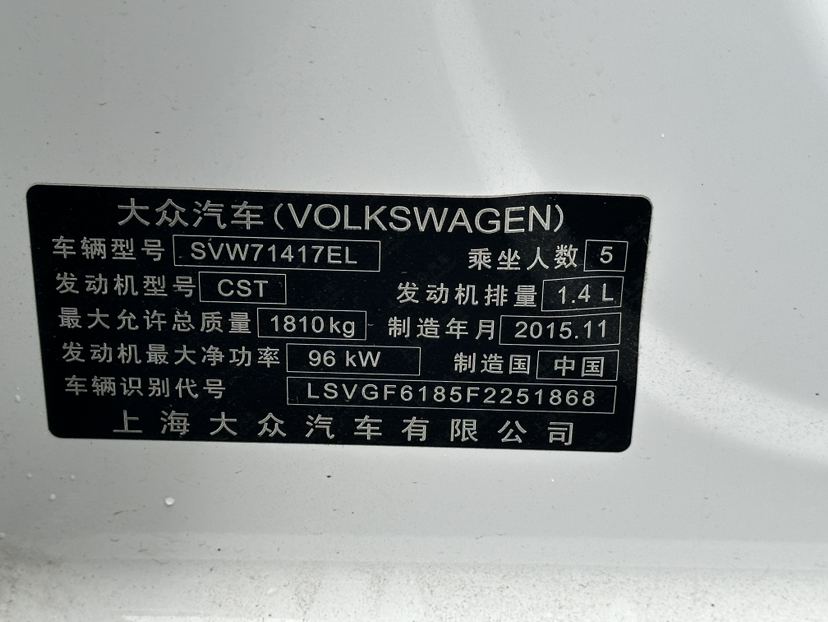 大众汽车(VOLKSWAGEN)
车辆型号 SVW71417EL 乘坐人数 5
发动机型号 CST 发动机排量 1.4 L
最大允许总质量 1810kg 制造年月 2015.11
发动机最大净功率 96 kW 制造国 中国
车辆识别代号 LSVGF6185F2251868
上海大众汽车有限公司